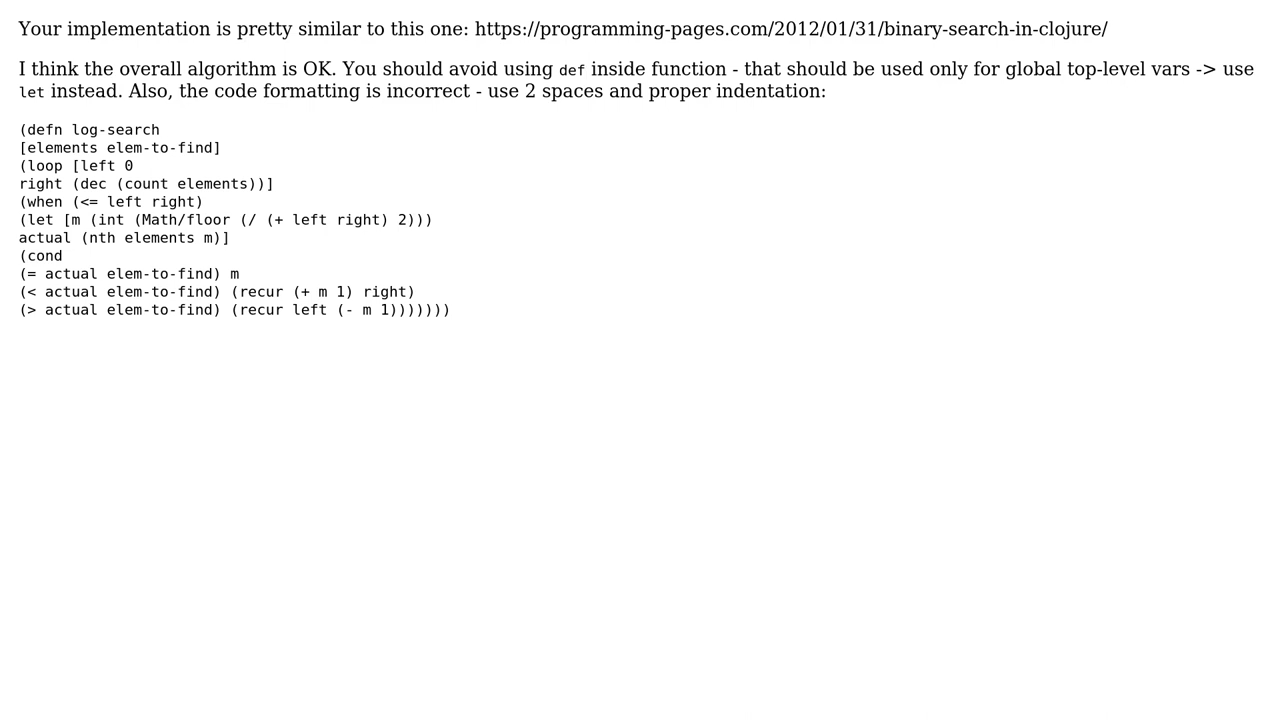 Your implementation is pretty similar to this one: https://programming-pages.com/2012/01/31/binary-search-in-clojure/
I think the overall algorithm is OK. You should avoid using def inside function - that should be used only for global top-level vars -> use
let instead. Also, the code formatting is incorrect - use 2 spaces and proper indentation:
(defn log-search
[elements elem-to-find]
(loop [left 0
right (dec (count elements))]
(when (<= left right)
(let [m (int (Math/floor (/ (+ left right) 2)))
actual (nth elements m)]
(cond
(= actual elem-to-find) m
(< actual elem-to-find) (recur (+ m 1) right)
(> actual elem-to-find) (recur left (- m 1)))))))